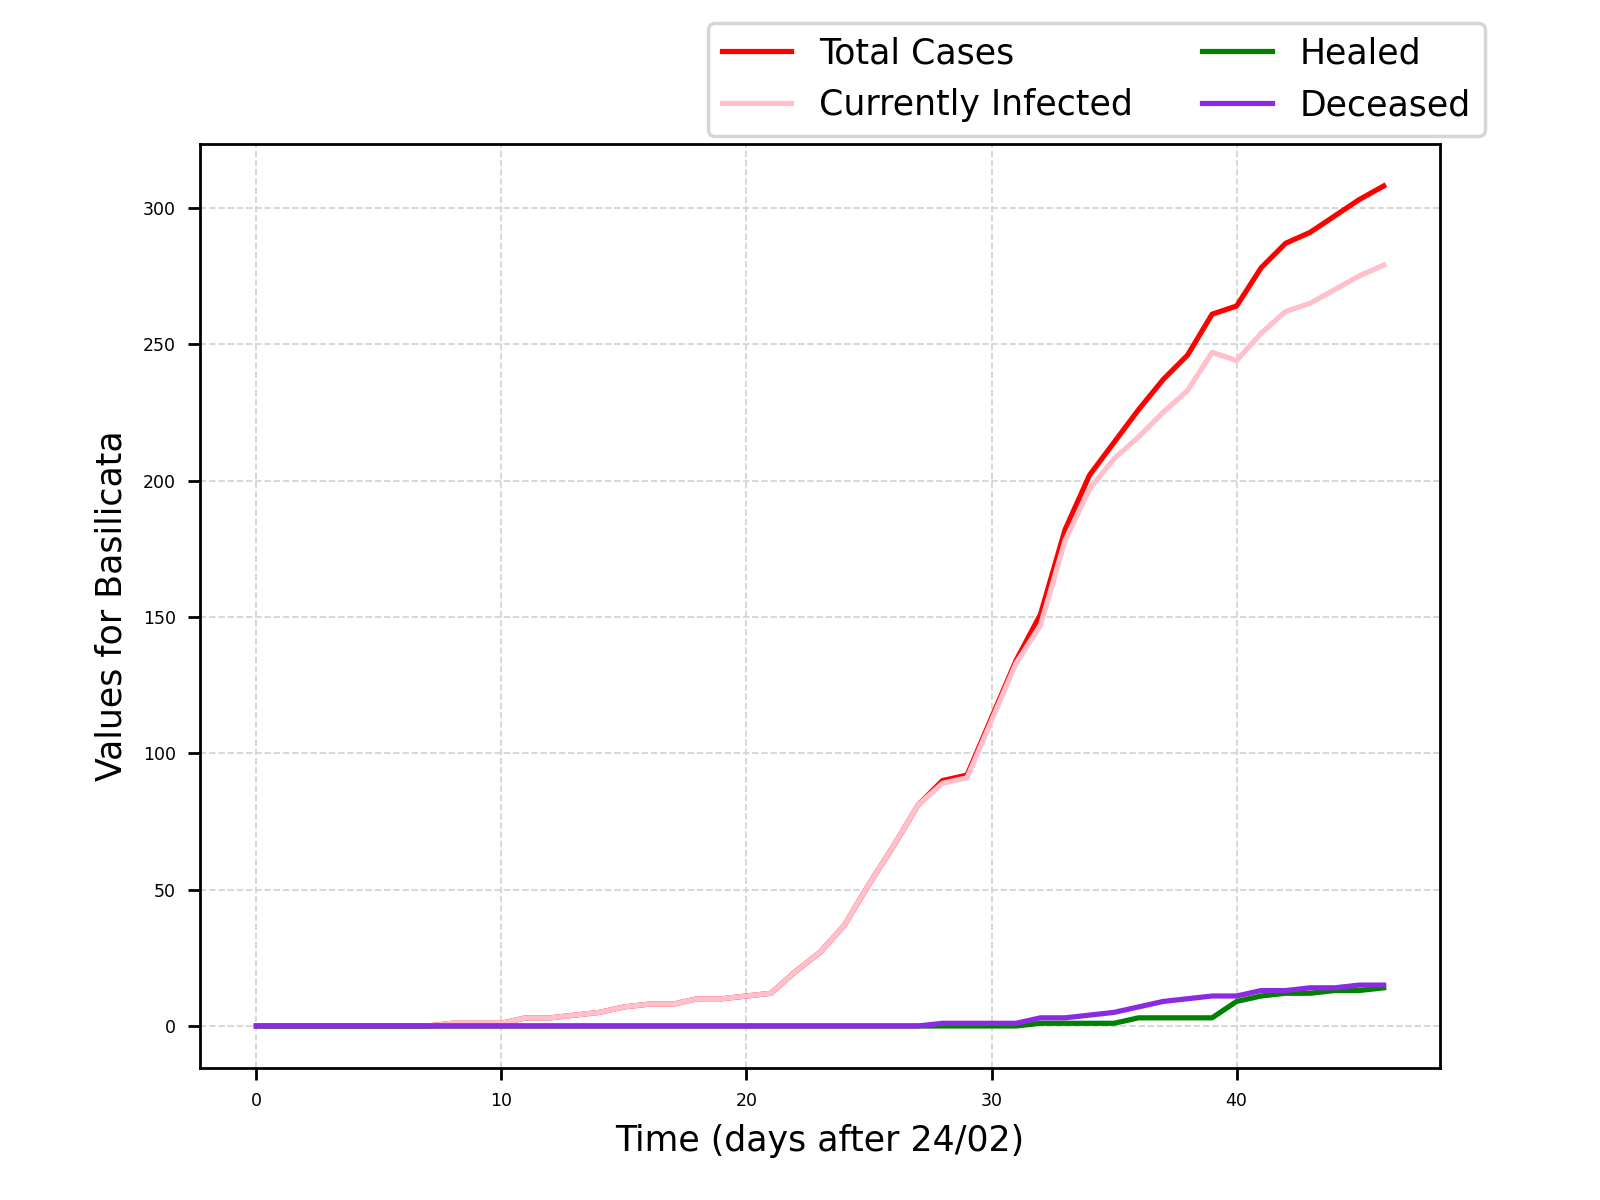 Total Cases
Currently Infected
Healed
Deceased
300
250
200
150
100
50
0
Values for Basilicata
0 10 20 30 40
Time (days after 24/02)